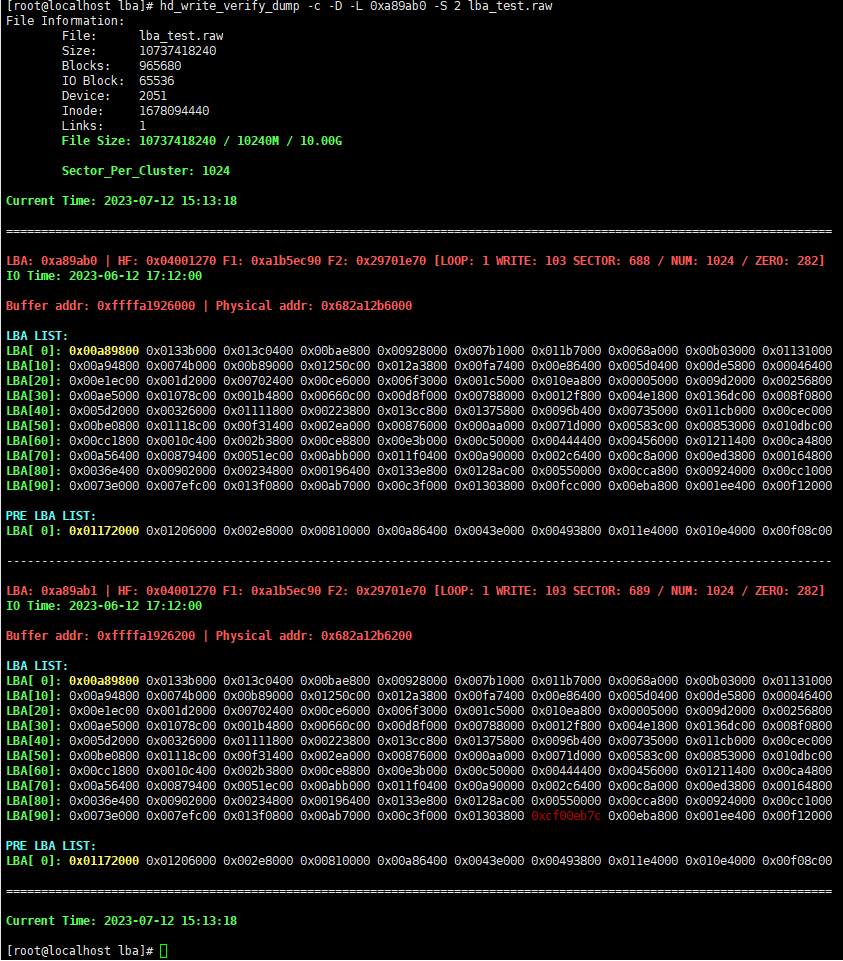 [root@localhost lba]# hd_write_verify_dump -c -D -L 0xa89ab0 -S 2 lba_test.raw
File Information:
File: lba_test.raw
Size: 10737418240
Blocks: 965680
IO Block: 65536
Device: 2051
Inode: 1678094440
Links: 1
File Size: 10737418240 / 10240M / 10.00G
Sector_Per_Cluster: 1024
Current Time: 2023-07-12 15:13:18
======================================================================================================================
LBA: 0xa89ab0 | HF: 0x04001270 F1: 0xa1b5ec90 F2: 0x29701e70 [LOOP: 1 WRITE: 103 SECTOR: 688 / NUM: 1024 / ZERO: 282]
IO Time: 2023-06-12 17:12:00
Buffer addr: 0xffffa1926000 | Physical addr: 0x682a12b6000
LBA LIST:
LBA[ 0]: 0x00a89800 0x0133b000 0x013c0400 0x00bae800 0x00928000 0x007b1000 0x011b7000 0x0068a000 0x00b03000 0x01131000
LBA[10]: 0x00a94800 0x0074b000 0x00b89000 0x01250c00 0x012a3800 0x00fa7400 0x00e86400 0x005d0400 0x00de5800 0x00046400
LBA[20]: 0x00e1ec00 0x001d2000 0x00702400 0x00ce6000 0x006f3000 0x001c5000 0x010ea800 0x00005000 0x009d2000 0x00256800
LBA[30]: 0x00ae5000 0x01078c00 0x001b4800 0x00660c00 0x00d8f000 0x00788000 0x0012f800 0x004e1800 0x0136dc00 0x008f0800
LBA[40]: 0x005d2000 0x00326000 0x01111800 0x00223800 0x013cc800 0x01375800 0x0096b400 0x00735000 0x011cb000 0x00cec000
LBA[50]: 0x00be0800 0x01118c00 0x00f31400 0x002ea000 0x00876000 0x000aa000 0x0071d000 0x00583c00 0x00853000 0x010dbc00
LBA[60]: 0x00cc1800 0x0010c400 0x002b3800 0x00ce8800 0x00e3b000 0x00c50000 0x00444400 0x00456000 0x01211400 0x00ca4800
LBA[70]: 0x00a56400 0x00879400 0x0051ec00 0x00abb000 0x011f0400 0x00a90000 0x002c6400 0x00c8a000 0x00ed3800 0x00164800
LBA[80]: 0x0036e400 0x00902000 0x00234800 0x00196400 0x0133e800 0x0128ac00 0x00550000 0x00cca800 0x00924000 0x00cc1000
LBA[90]: 0x0073e000 0x007efc00 0x013f0800 0x00ab7000 0x00c3f000 0x01303800 0x00fcc000 0x00eba800 0x001ee400 0x00f12000
PRE LBA LIST:
LBA[ 0]: 0x01172000 0x01206000 0x002e8000 0x00810000 0x00a86400 0x0043e000 0x00493800 0x011e4000 0x010e4000 0x00f08c00
----------------------------------------------------------------------------------------------------------------------
LBA: 0xa89ab1 | HF: 0x04001270 F1: 0xa1b5ec90 F2: 0x29701e70 [LOOP: 1 WRITE: 103 SECTOR: 689 / NUM: 1024 / ZERO: 282]
IO Time: 2023-06-12 17:12:00
Buffer addr: 0xffffa1926200 | Physical addr: 0x682a12b6200
LBA LIST:
LBA[ 0]: 0x00a89800 0x0133b000 0x013c0400 0x00bae800 0x00928000 0x007b1000 0x011b7000 0x0068a000 0x00b03000 0x01131000
LBA[10]: 0x00a94800 0x0074b000 0x00b89000 0x01250c00 0x012a3800 0x00fa7400 0x00e86400 0x005d0400 0x00de5800 0x00046400
LBA[20]: 0x00e1ec00 0x001d2000 0x00702400 0x00ce6000 0x006f3000 0x001c5000 0x010ea800 0x00005000 0x009d2000 0x00256800
LBA[30]: 0x00ae5000 0x01078c00 0x001b4800 0x00660c00 0x00d8f000 0x00788000 0x0012f800 0x004e1800 0x0136dc00 0x008f0800
LBA[40]: 0x005d2000 0x00326000 0x01111800 0x00223800 0x013cc800 0x01375800 0x0096b400 0x00735000 0x011cb000 0x00cec000
LBA[50]: 0x00be0800 0x01118c00 0x00f31400 0x002ea000 0x00876000 0x000aa000 0x0071d000 0x00583c00 0x00853000 0x010dbc00
LBA[60]: 0x00cc1800 0x0010c400 0x002b3800 0x00ce8800 0x00e3b000 0x00c50000 0x00444400 0x00456000 0x01211400 0x00ca4800
LBA[70]: 0x00a56400 0x00879400 0x0051ec00 0x00abb000 0x011f0400 0x00a90000 0x002c6400 0x00c8a000 0x00ed3800 0x00164800
LBA[80]: 0x0036e400 0x00902000 0x00234800 0x00196400 0x0133e800 0x0128ac00 0x00550000 0x00cca800 0x00924000 0x00cc1000
LBA[90]: 0x0073e000 0x007efc00 0x013f0800 0x00ab7000 0x00c3f000 0x01303800 0xcf00eb7c 0x00eba800 0x001ee400 0x00f12000
PRE LBA LIST:
LBA[ 0]: 0x01172000 0x01206000 0x002e8000 0x00810000 0x00a86400 0x0043e000 0x00493800 0x011e4000 0x010e4000 0x00f08c00
======================================================================================================================
Current Time: 2023-07-12 15:13:18
[root@localhost lba]#